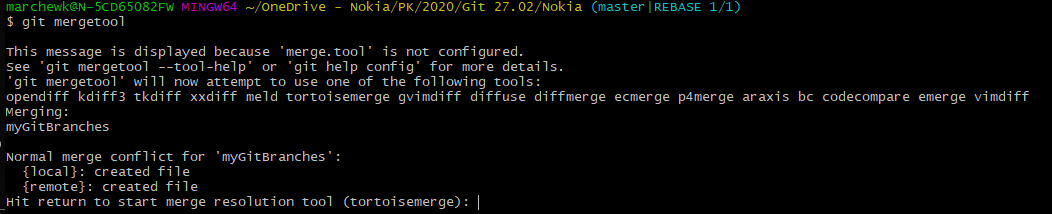 marchewk@N-5CD65082FW MINGW64 ~/OneDrive - Nokia/PK/2020/Git 27.02/Nokia (master|REBASE 1/1)
$ git mergetool

This message is displayed because 'merge.tool' is not configured.
See 'git mergetool --tool-help' or 'git help config' for more details.
'git mergetool' will now attempt to use one of the following tools:
opendiff kdiff3 tkdiff xxdiff meld tortoisemerge gvimdiff diffuse diffmerge ecmerge p4merge araxis bc codecompare emerge vimdiff
Merging:
myGitBranches

Normal merge conflict for 'myGitBranches':
  {local}: created file
  {remote}: created file
Hit return to start merge resolution tool (tortoisemerge):